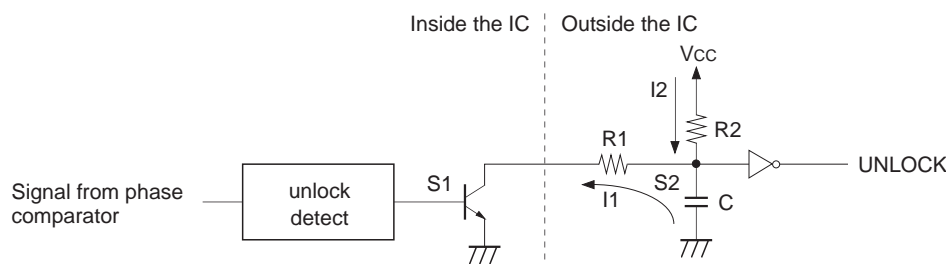 Inside the IC
Outside the IC
Vcc
I2
R2
R1
S1
S2
I1
C
UNLOCK
Signal from phase
comparator
unlock
detect